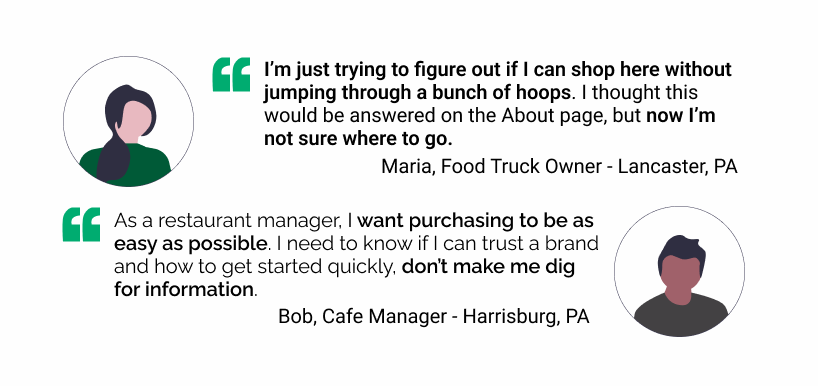 I’m just trying to figure out if I can shop here without
jumping through a bunch of hoops. I thought this
would be answered on the About page, but now I’m
not sure where to go.
Maria, Food Truck Owner - Lancaster, PA
As a restaurant manager, I want purchasing to be as
easy as possible. I need to know if I can trust a brand
and how to get started quickly, don’t make me dig
for information.
Bob, Cafe Manager - Harrisburg, PA